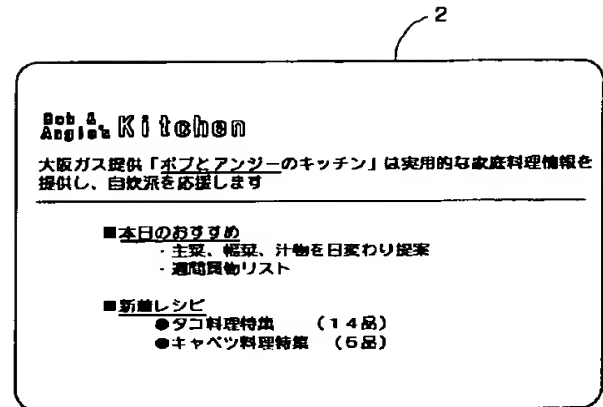 2
Bob & Angie's Kitchen
大阪ガス提供「ボブとアンジーのキッチン」は実用的な家庭料理情報を
提供し、自炊派を応援します
■本日のおすすめ
・主菜、幅菜、汁物を日変わり提案
・週間買物リスト
■新着レシピ
●タコ料理特集 (14品)
●キャベツ料理特集 (6品)